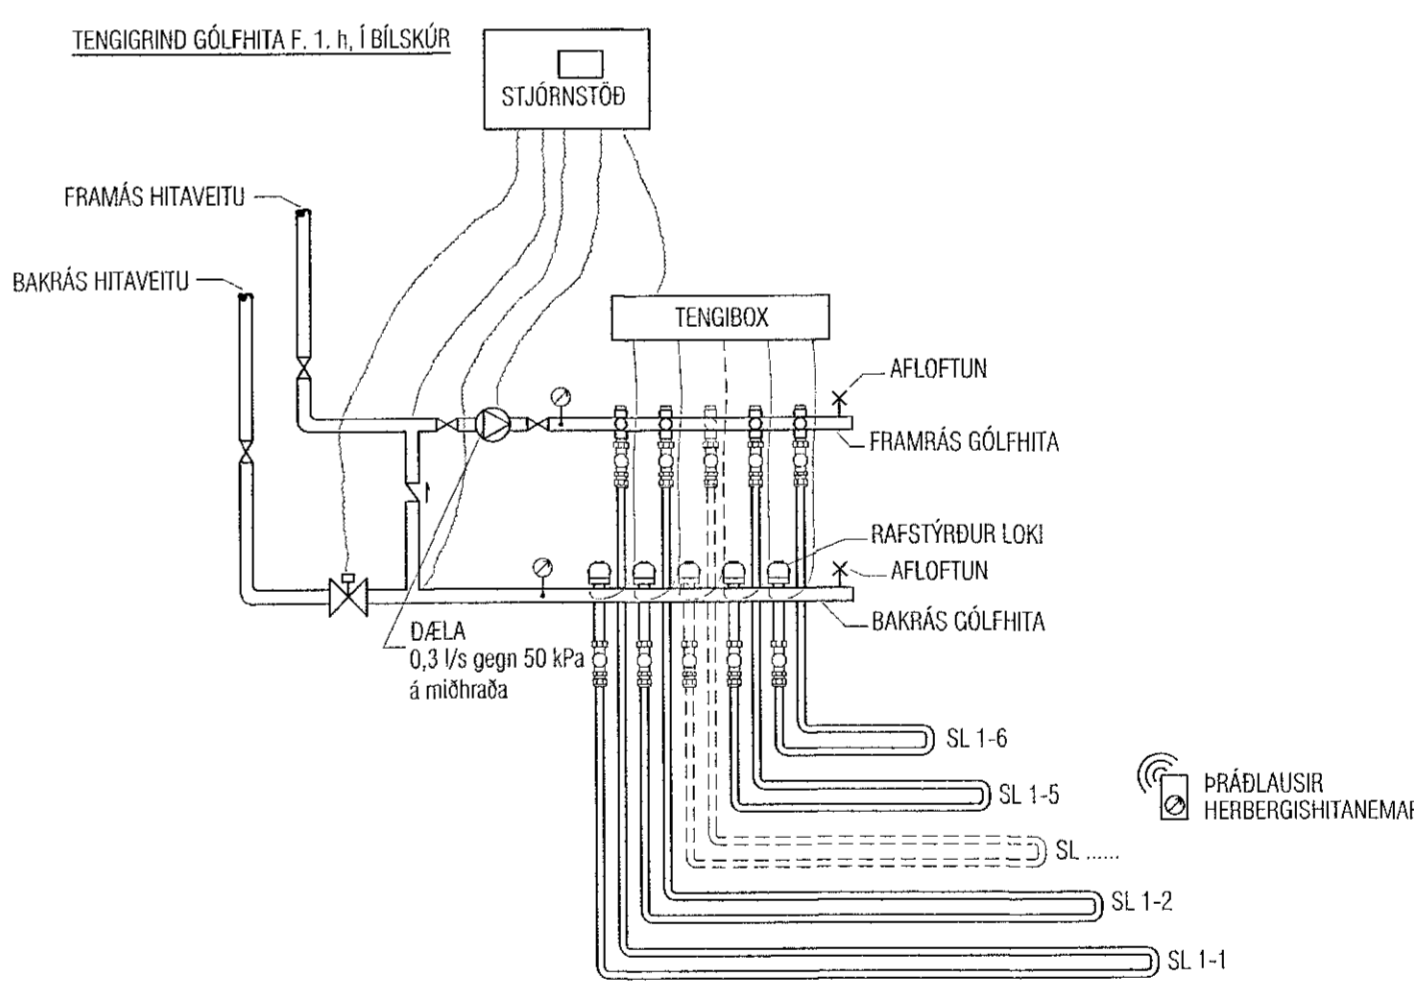 TENGIGRIND GÓLFHITA F. 1. h, Í BÍLSKÚR
STJÓRNSTÖÐ
FRAMÁS HITAVEITU
BAKRÁS HITAVEITU
TENGIBOX
AFLOFTUN
FRAMRÁS GÓLFHITA
RAFSTÝRÐUR LOKI
AFLOFTUN
BAKRÁS GÓLFHITA
DÆLA
0,3 l/s gegn 50 kPa
á miðhraða
SL 1-6
SL 1-5
ÞRÁÐLAUSIR
HERBERGISHITANEMAR
SL ......
SL 1-2
SL 1-1